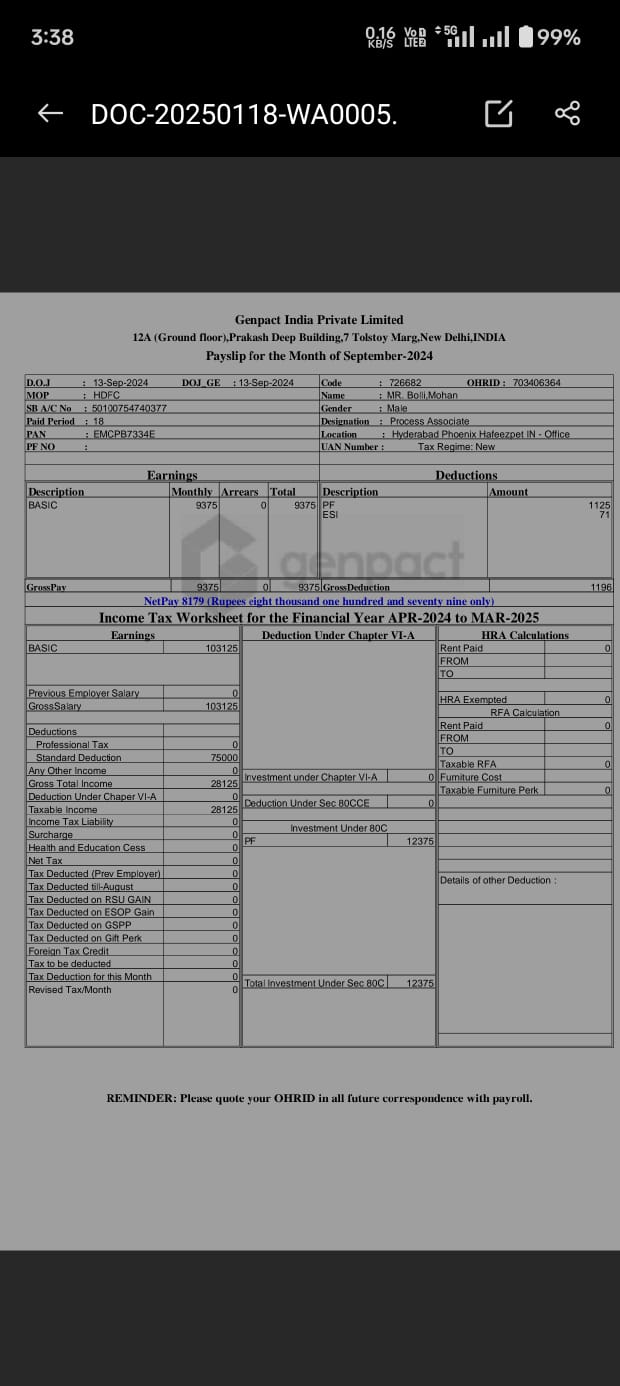 3:38 0.16 KB/S VoD LTE2 5G 99%
DOC-20250118-WA0005.
Genpact India Private Limited
12A (Ground floor),Prakash Deep Building,7 Tolstoy Marg,New Delhi,INDIA
Payslip for the Month of September-2024
D.O.J : 13-Sep-2024 DOJ_GE : 13-Sep-2024 Code : 726682 OHRID : 703406364
MOP : HDFC Name : MR. Bolli,Mohan
SB A/C No : 50100754740377 Gender : Male
Paid Period : 18 Designation : Process Associate
PAN : EMCPB7334E Location : Hyderabad Phoenix Hafeezpet IN - Office
PF NO : UAN Number : Tax Regime: New
Earnings Deductions
Description Monthly Arrears Total Description Amount
BASIC 9375 0 9375 PF 1125
ESI 71
genpact
GrossPay 9375 0 9375 GrossDeduction 1196
NetPay 8179 (Rupees eight thousand one hundred and seventy nine only)
Income Tax Worksheet for the Financial Year APR-2024 to MAR-2025
Earnings Deduction Under Chapter VI-A HRA Calculations
BASIC 103125 Rent Paid 0
FROM
TO
Previous Employer Salary 0
HRA Exempted 0
GrossSalary 103125
RFA Calculation
Rent Paid 0
Deductions
FROM
Professional Tax 0
TO
Standard Deduction 75000
Taxable RFA 0
Any Other Income 0
Investment under Chapter VI-A 0 Furniture Cost
Gross Total Income 28125
Taxable Furniture Perk 0
Deduction Under Chaper VI-A 0
Deduction Under Sec 80CCE 0
Taxable Income 28125
Income Tax Liability 0
Investment Under 80C
Surcharge 0
PF 12375
Health and Education Cess 0
Net Tax 0
Tax Deducted (Prev Employer) 0
Details of other Deduction :
Tax Deducted till-August 0
Tax Deducted on RSU GAIN 0
Tax Deducted on ESOP Gain 0
Tax Deducted on GSPP 0
Tax Deducted on Gift Perk 0
Foreign Tax Credit 0
Tax to be deducted 0
Tax Deduction for this Month 0
Total Investment Under Sec 80C 12375
Revised Tax/Month 0
REMINDER: Please quote your OHRID in all future correspondence with payroll.